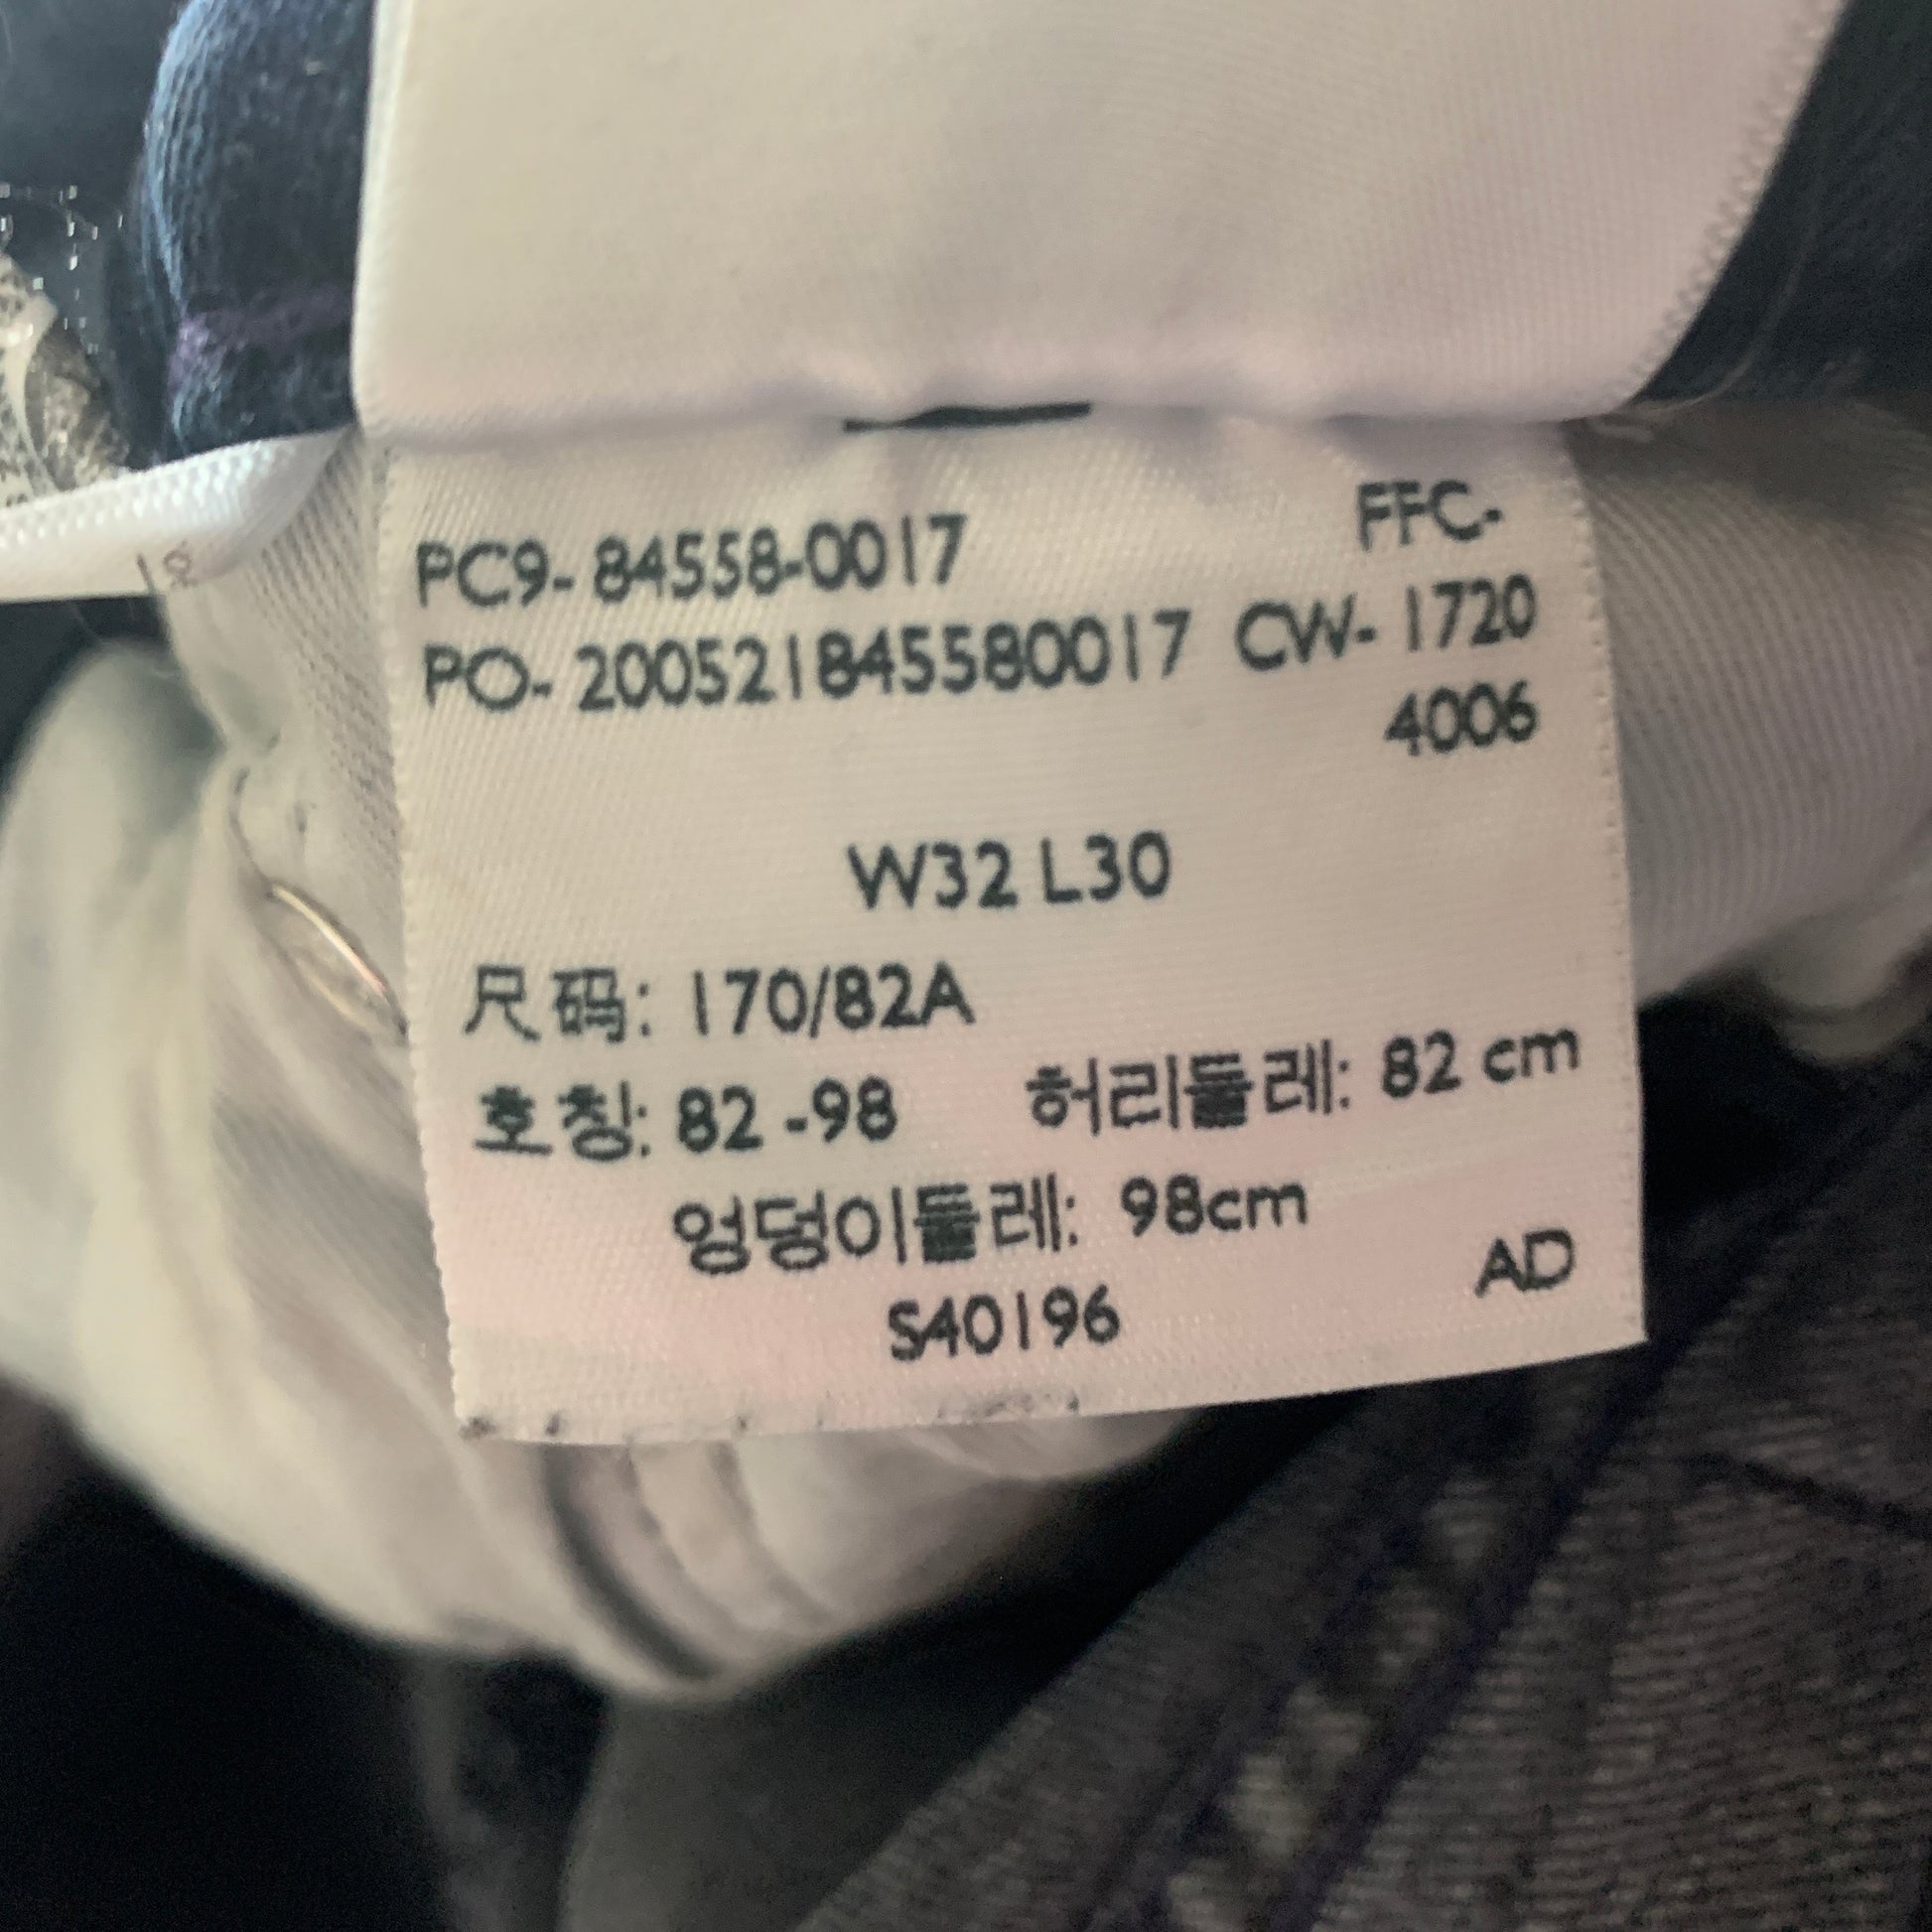 PC9- 84558-0017 FFC-
PO- 200521845580017 CW- 1720
4006
W32 L30
尺码: 170/82A
호칭: 82 -98 허리둘레: 82 cm
엉덩이둘레: 98cm
S40196 AD